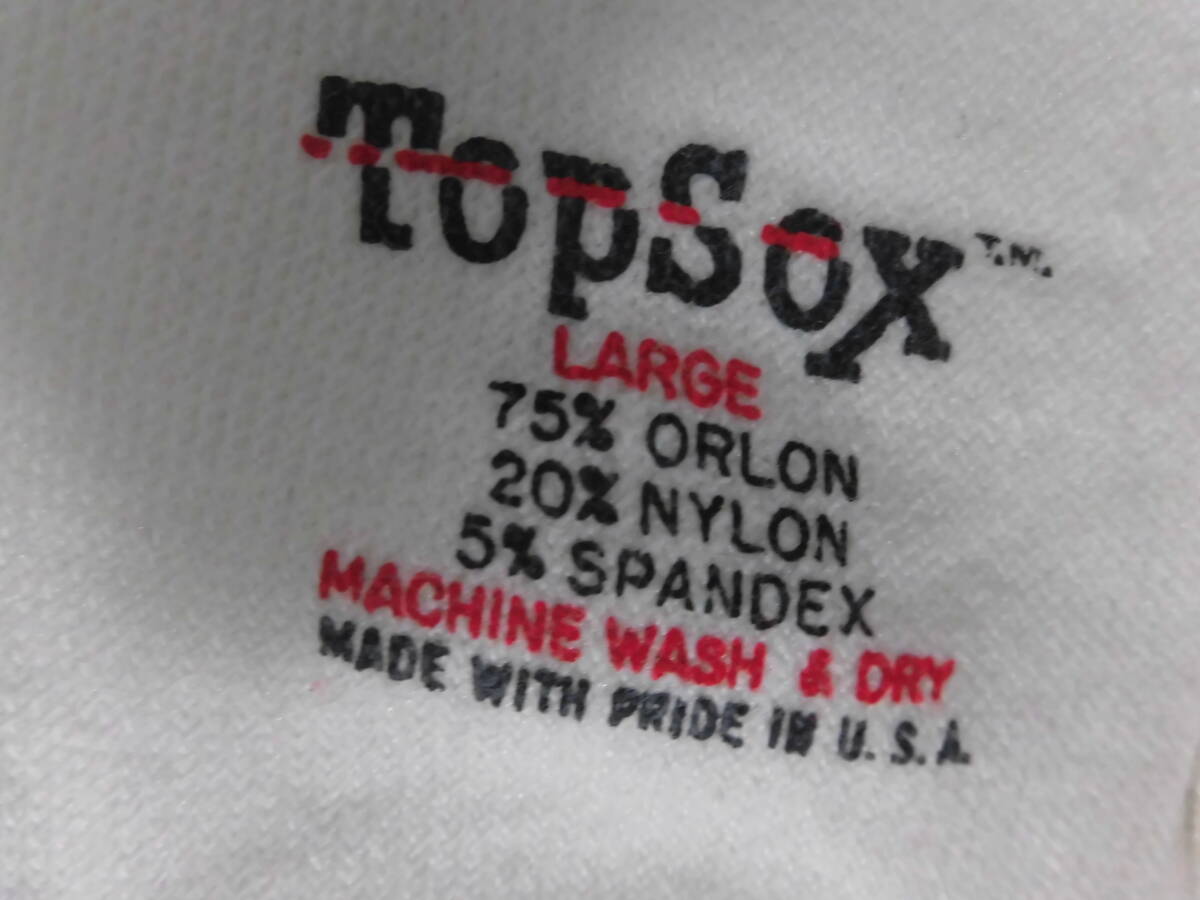 TopSox T.M.
LARGE
75% ORLON
20% NYLON
5% SPANDEX
MACHINE WASH & DRY
MADE WITH PRIDE IN U.S.A.